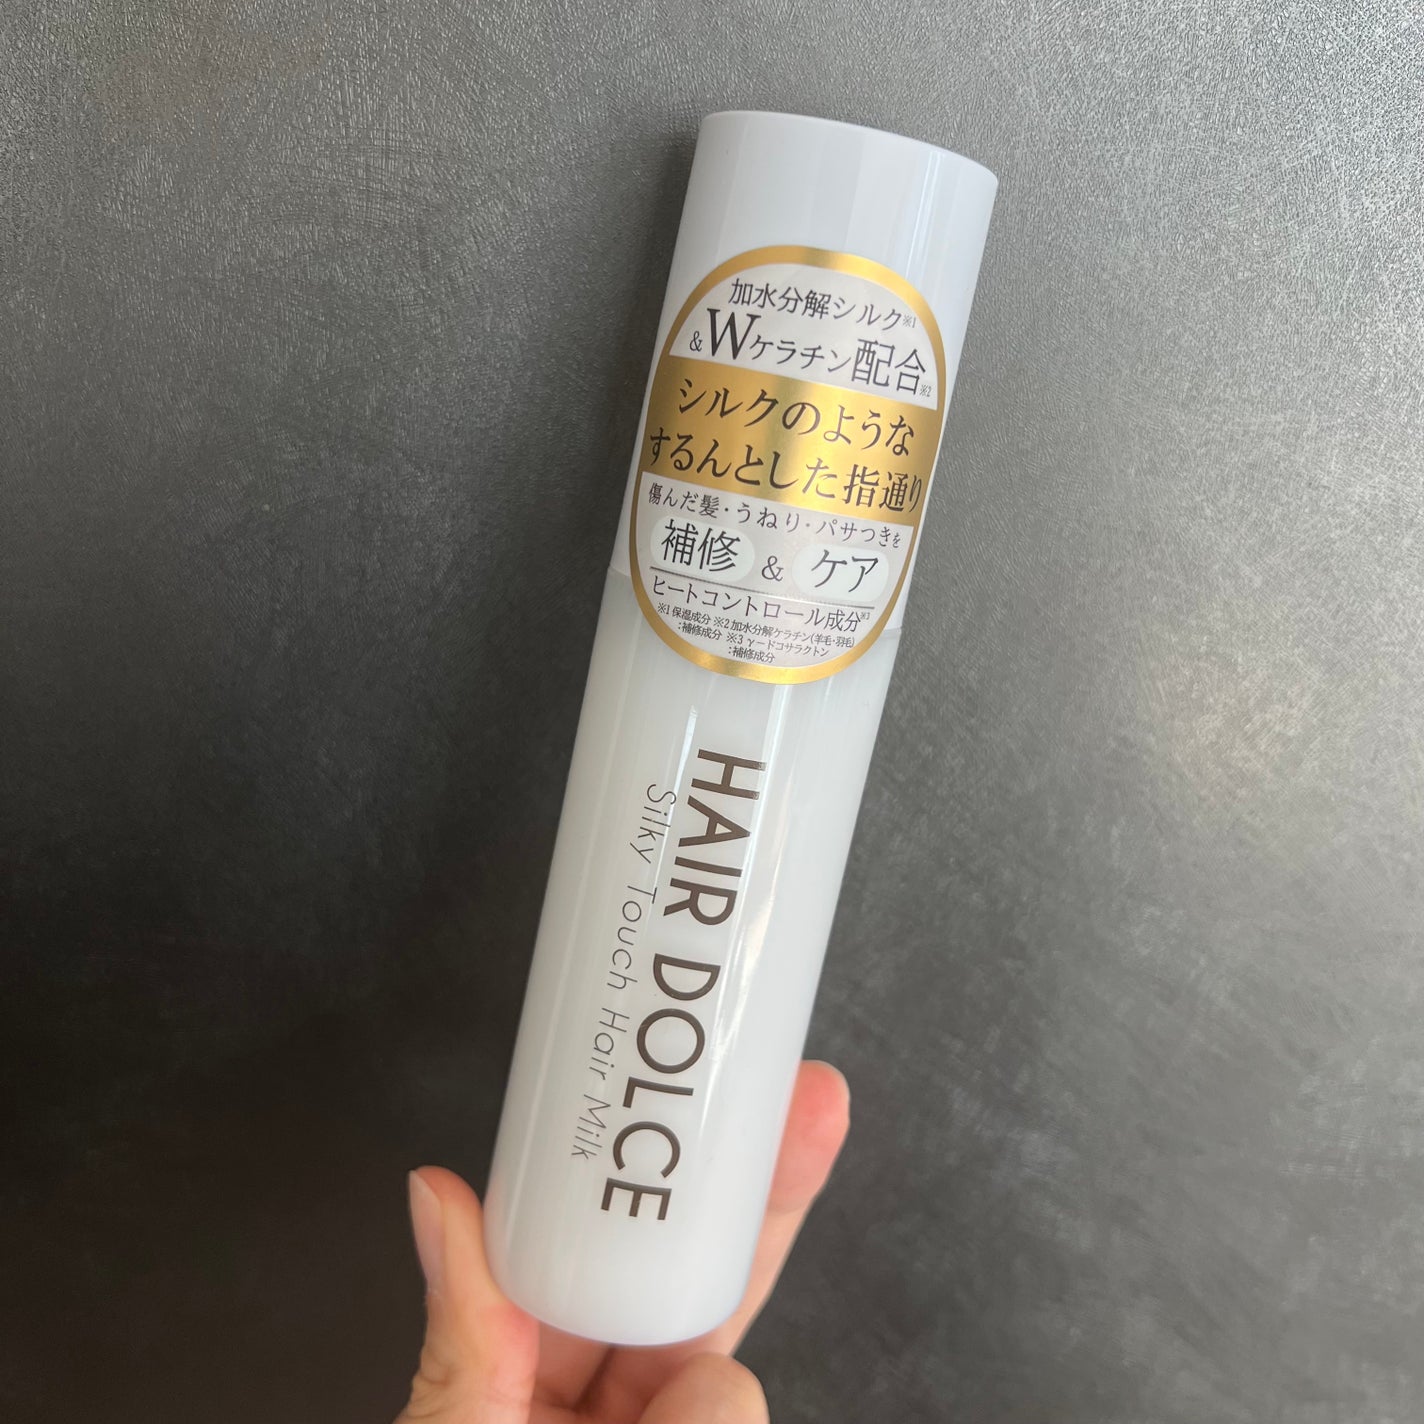 加水分解シルク※1
&Wケラチン配合※2
シルクのような
するんとした指通り
傷んだ髪・うねり・パサつきを
補修 & ケア
ヒートコントロール成分※3
※1 保湿成分 ※2 加水分解ケラチン(羊毛・羽毛)
:補修成分 ※3 γ－ドコサラクトン
:補修成分
HAIR DOLCE
Silky Touch Hair Milk